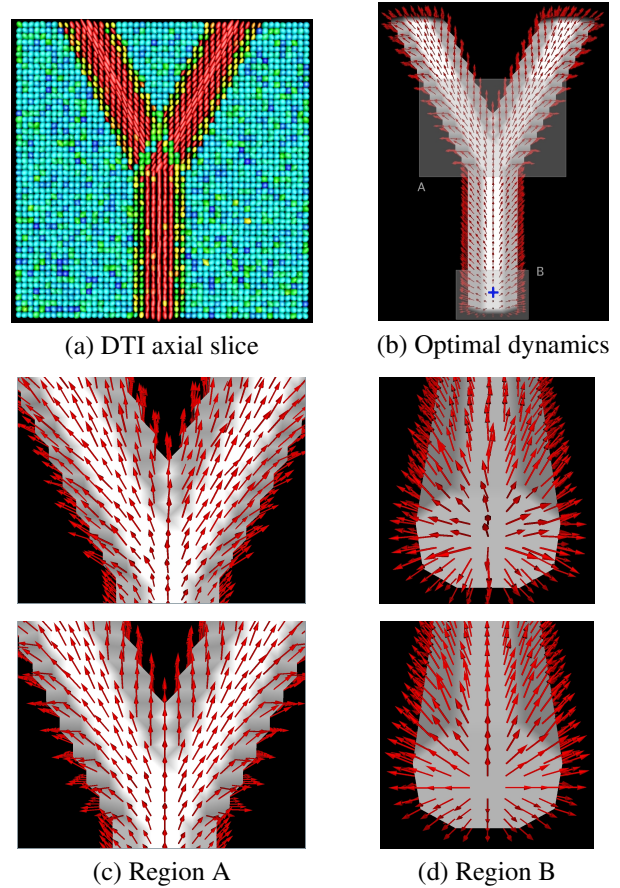 (a) DTI axial slice
A
B
(b) Optimal dynamics
(c) Region A
(d) Region B